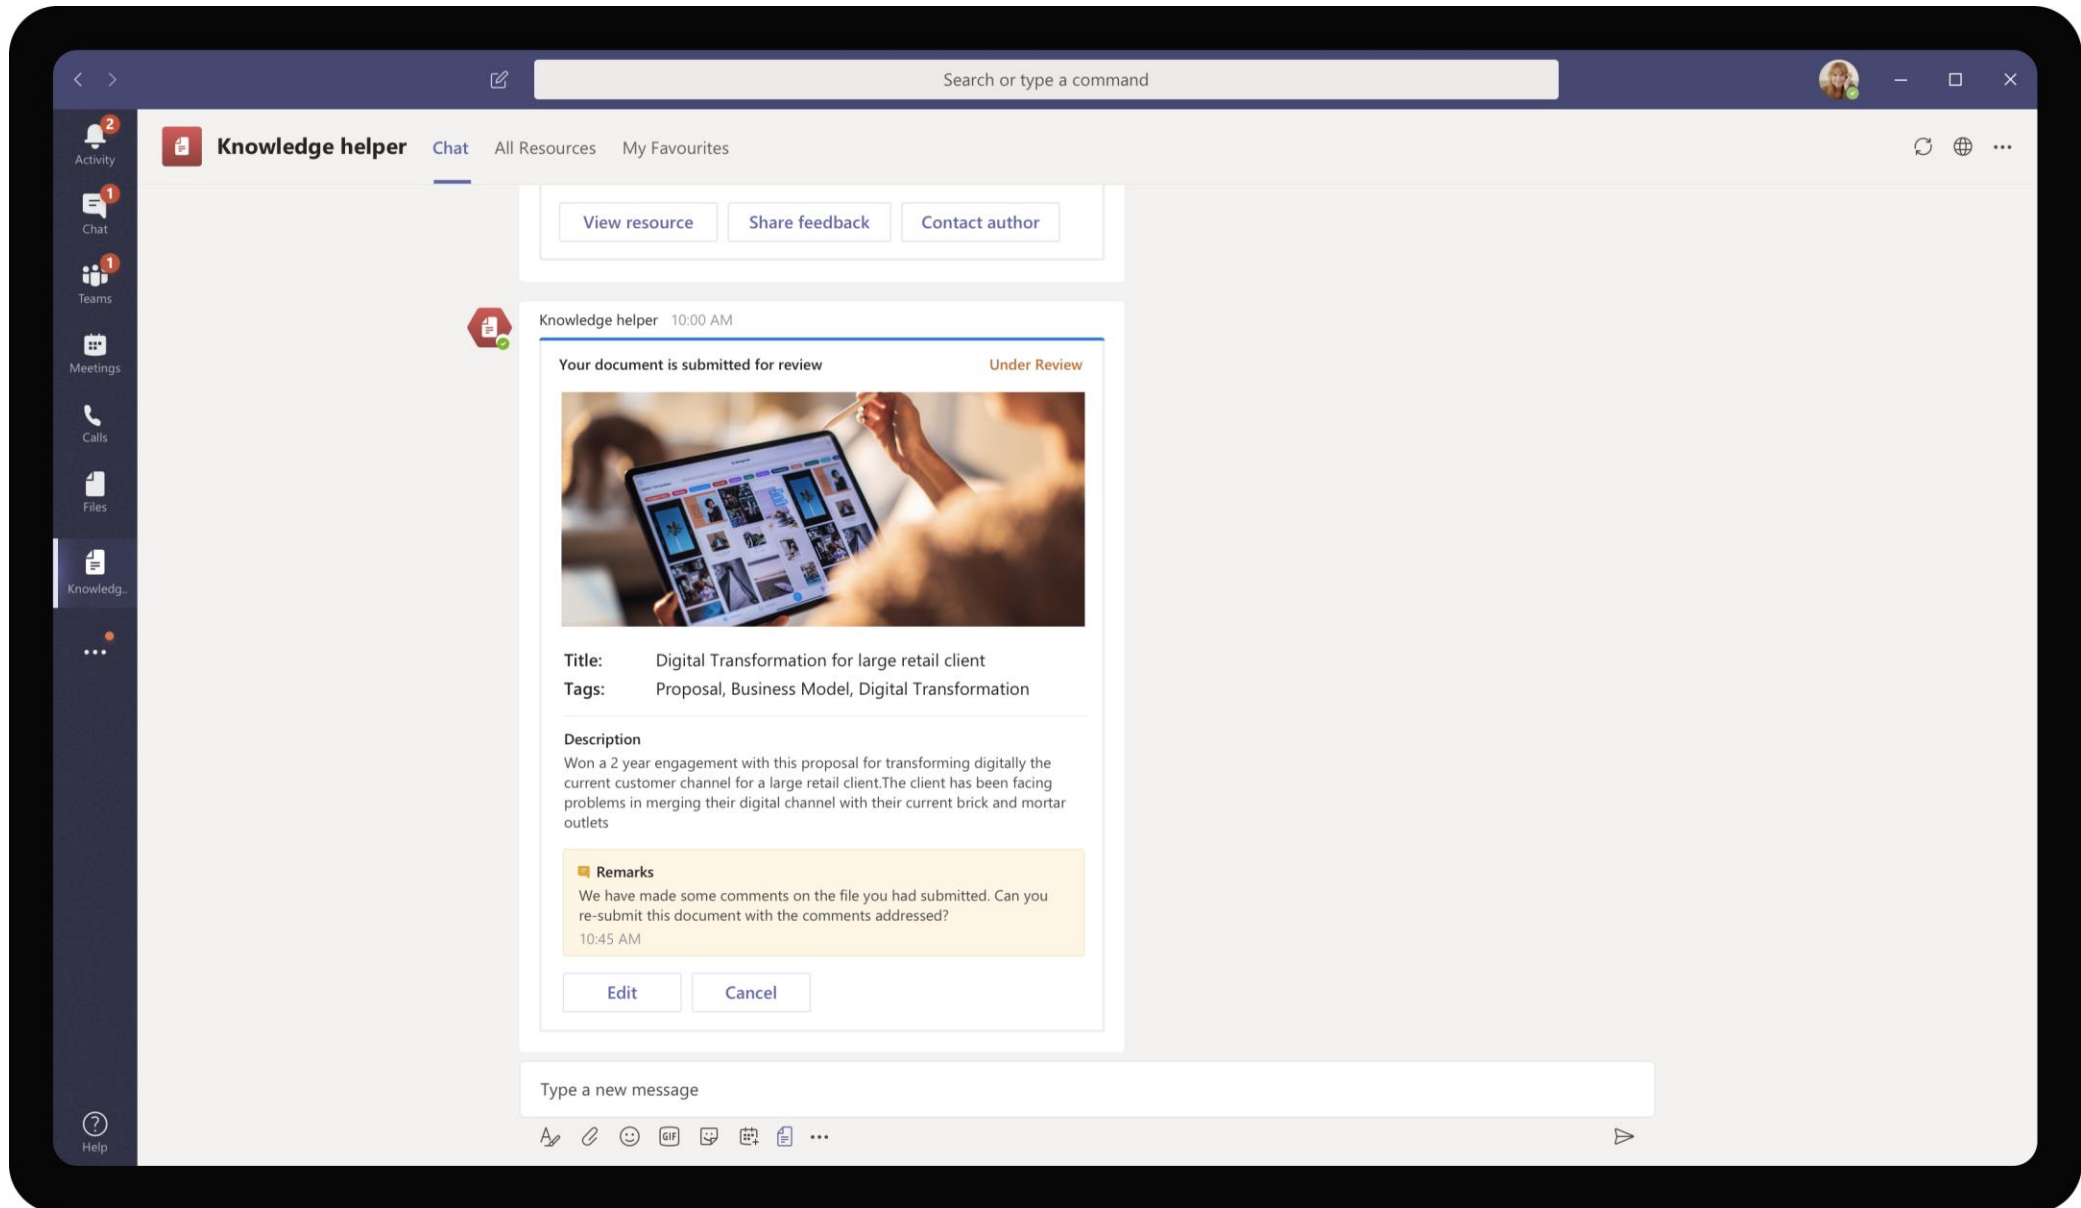 Search or type a command
2
Activity
1
Chat
1
Teams
Meetings
Calls
Files
Knowledg..
Help
Knowledge helper Chat All Resources My Favourites
View resource Share feedback Contact author
Knowledge helper 10:00 AM
Your document is submitted for review Under Review
Title: Digital Transformation for large retail client
Tags: Proposal, Business Model, Digital Transformation
Description
Won a 2 year engagement with this proposal for transforming digitally the
current customer channel for a large retail client.The client has been facing
problems in merging their digital channel with their current brick and mortar
outlets
Remarks
We have made some comments on the file you had submitted. Can you
re-submit this document with the comments addressed?
10:45 AM
Edit Cancel
Type a new message
GIF